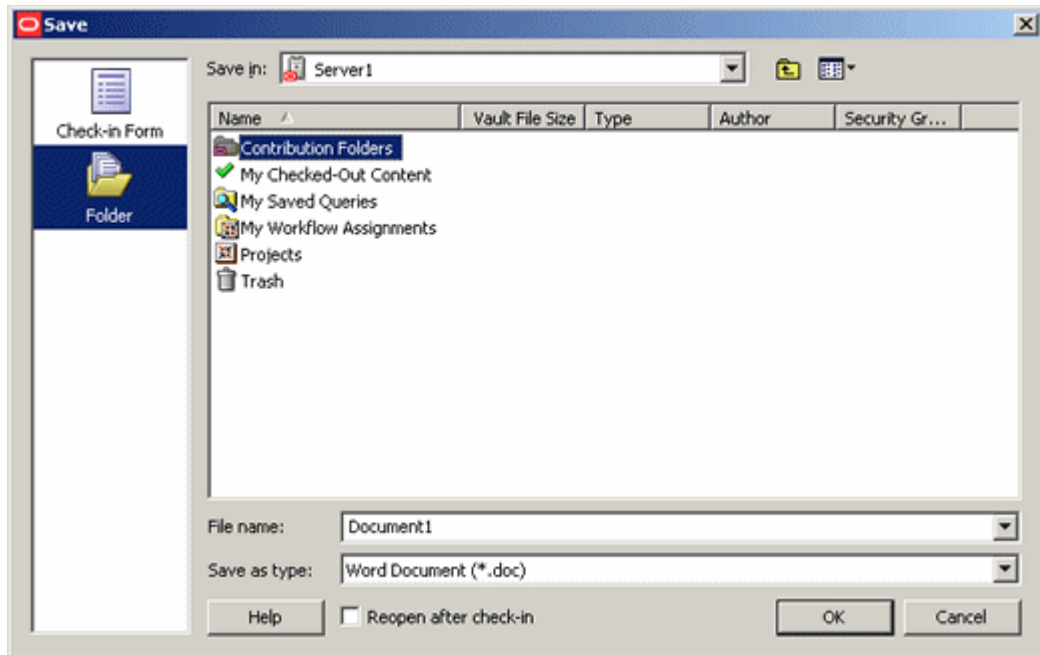 Save
Check-in Form
Folder
Save in: Server1
Name Vault File Size Type Author Security Gr...
Contribution Folders
My Checked-Out Content
My Saved Queries
My Workflow Assignments
Projects
Trash
File name: Document1
Save as type: Word Document (*.doc)
Help Reopen after check-in OK Cancel